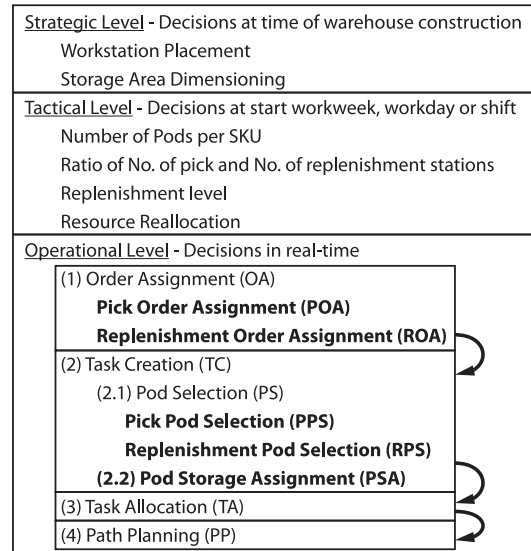 Strategic Level - Decisions at time of warehouse construction
Workstation Placement
Storage Area Dimensioning
Tactical Level - Decisions at start workweek, workday or shift
Number of Pods per SKU
Ratio of No. of pick and No. of replenishment stations
Replenishment level
Resource Reallocation
Operational Level - Decisions in real-time
(1) Order Assignment (OA)
Pick Order Assignment (POA)
Replenishment Order Assignment (ROA)
(2) Task Creation (TC)
(2.1) Pod Selection (PS)
Pick Pod Selection (PPS)
Replenishment Pod Selection (RPS)
(2.2) Pod Storage Assignment (PSA)
(3) Task Allocation (TA)
(4) Path Planning (PP)